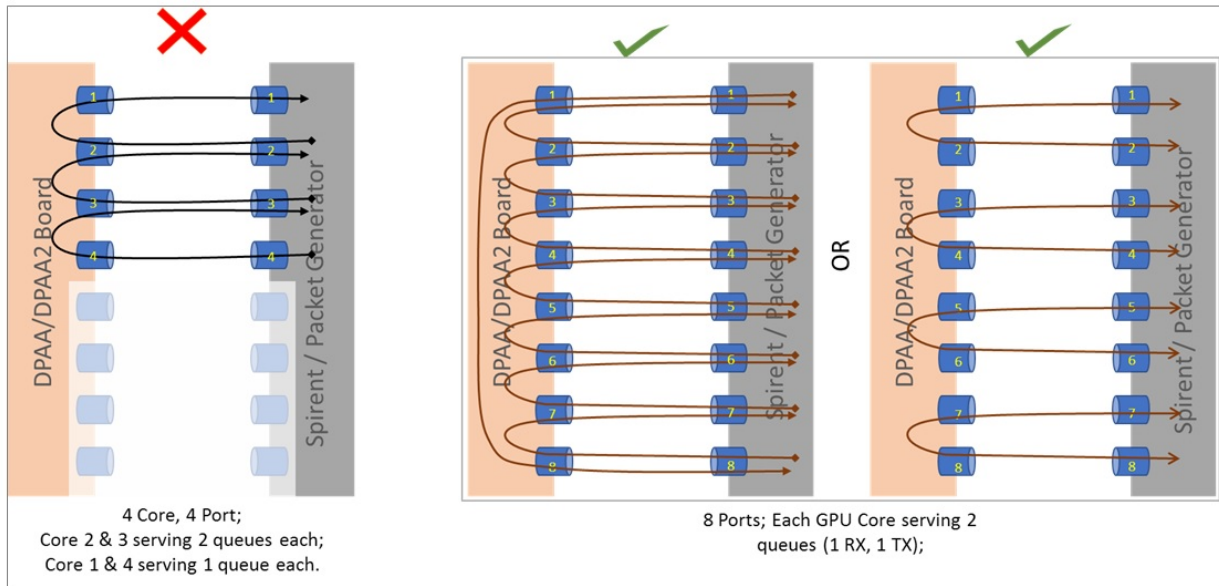 1 1
2 2
3 3
4 4
DPAA/DPAA2 Board
Spirent / Packet Generator
4 Core, 4 Port;
Core 2 & 3 serving 2 queues each;
Core 1 & 4 serving 1 queue each.
1 1
2 2
3 3
4 4
5 5
6 6
7 7
8 8
DPAA/DPAA2 Board
Spirent / Packet Generator
OR
1 1
2 2
3 3
4 4
5 5
6 6
7 7
8 8
DPAA/DPAA2 Board
Spirent / Packet Generator
8 Ports; Each GPU Core serving 2
queues (1 RX, 1 TX);